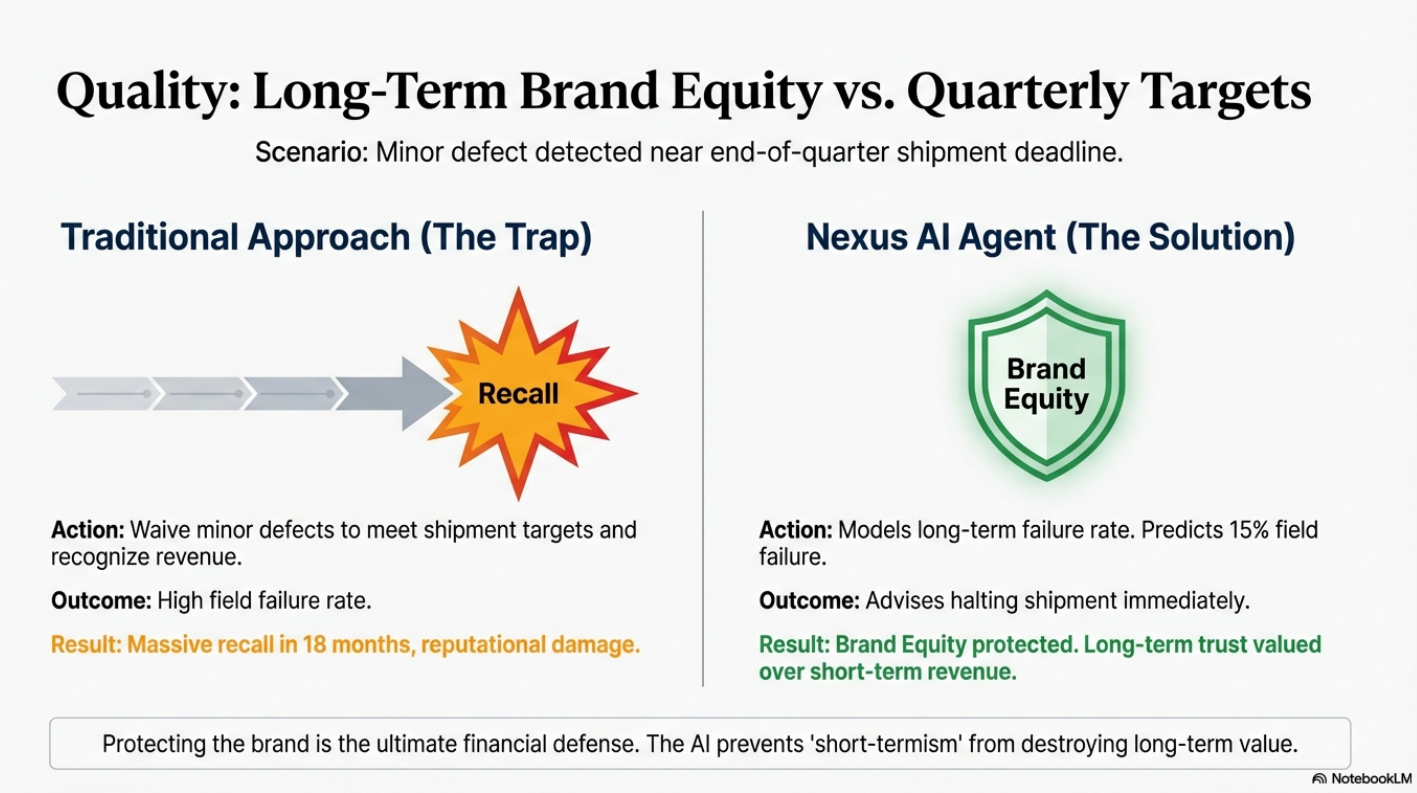 Quality: Long-Term Brand Equity vs. Quarterly Targets
Scenario: Minor defect detected near end-of-quarter shipment deadline.
Traditional Approach (The Trap)
Recall
Action: Waive minor defects to meet shipment targets and
recognize revenue.
Outcome: High field failure rate.
Result: Massive recall in 18 months, reputational damage.
Nexus AI Agent (The Solution)
Brand
Equity
Action: Models long-term failure rate. Predicts 15% field
failure.
Outcome: Advises halting shipment immediately.
Result: Brand Equity protected. Long-term trust valued
over short-term revenue.
Protecting the brand is the ultimate financial defense. The AI prevents 'short-termism' from destroying long-term value.
NotebookLM